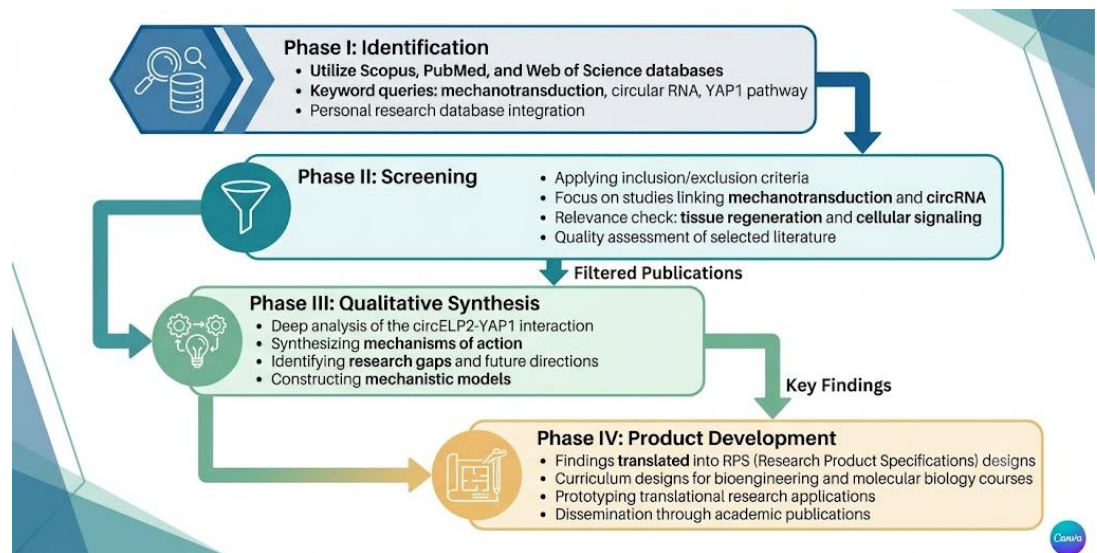 Phase I: Identification
• Utilize Scopus, PubMed, and Web of Science databases
• Keyword queries: mechanotransduction, circular RNA, YAP1 pathway
• Personal research database integration
Phase II: Screening
• Applying inclusion/exclusion criteria
• Focus on studies linking mechanotransduction and circRNA
• Relevance check: tissue regeneration and cellular signaling
• Quality assessment of selected literature
Filtered Publications
Phase III: Qualitative Synthesis
• Deep analysis of the circELP2-YAP1 interaction
• Synthesizing mechanisms of action
• Identifying research gaps and future directions
• Constructing mechanistic models
Key Findings
Phase IV: Product Development
• Findings translated into RPS (Research Product Specifications) designs
• Curriculum designs for bioengineering and molecular biology courses
• Prototyping translational research applications
• Dissemination through academic publications
Canva